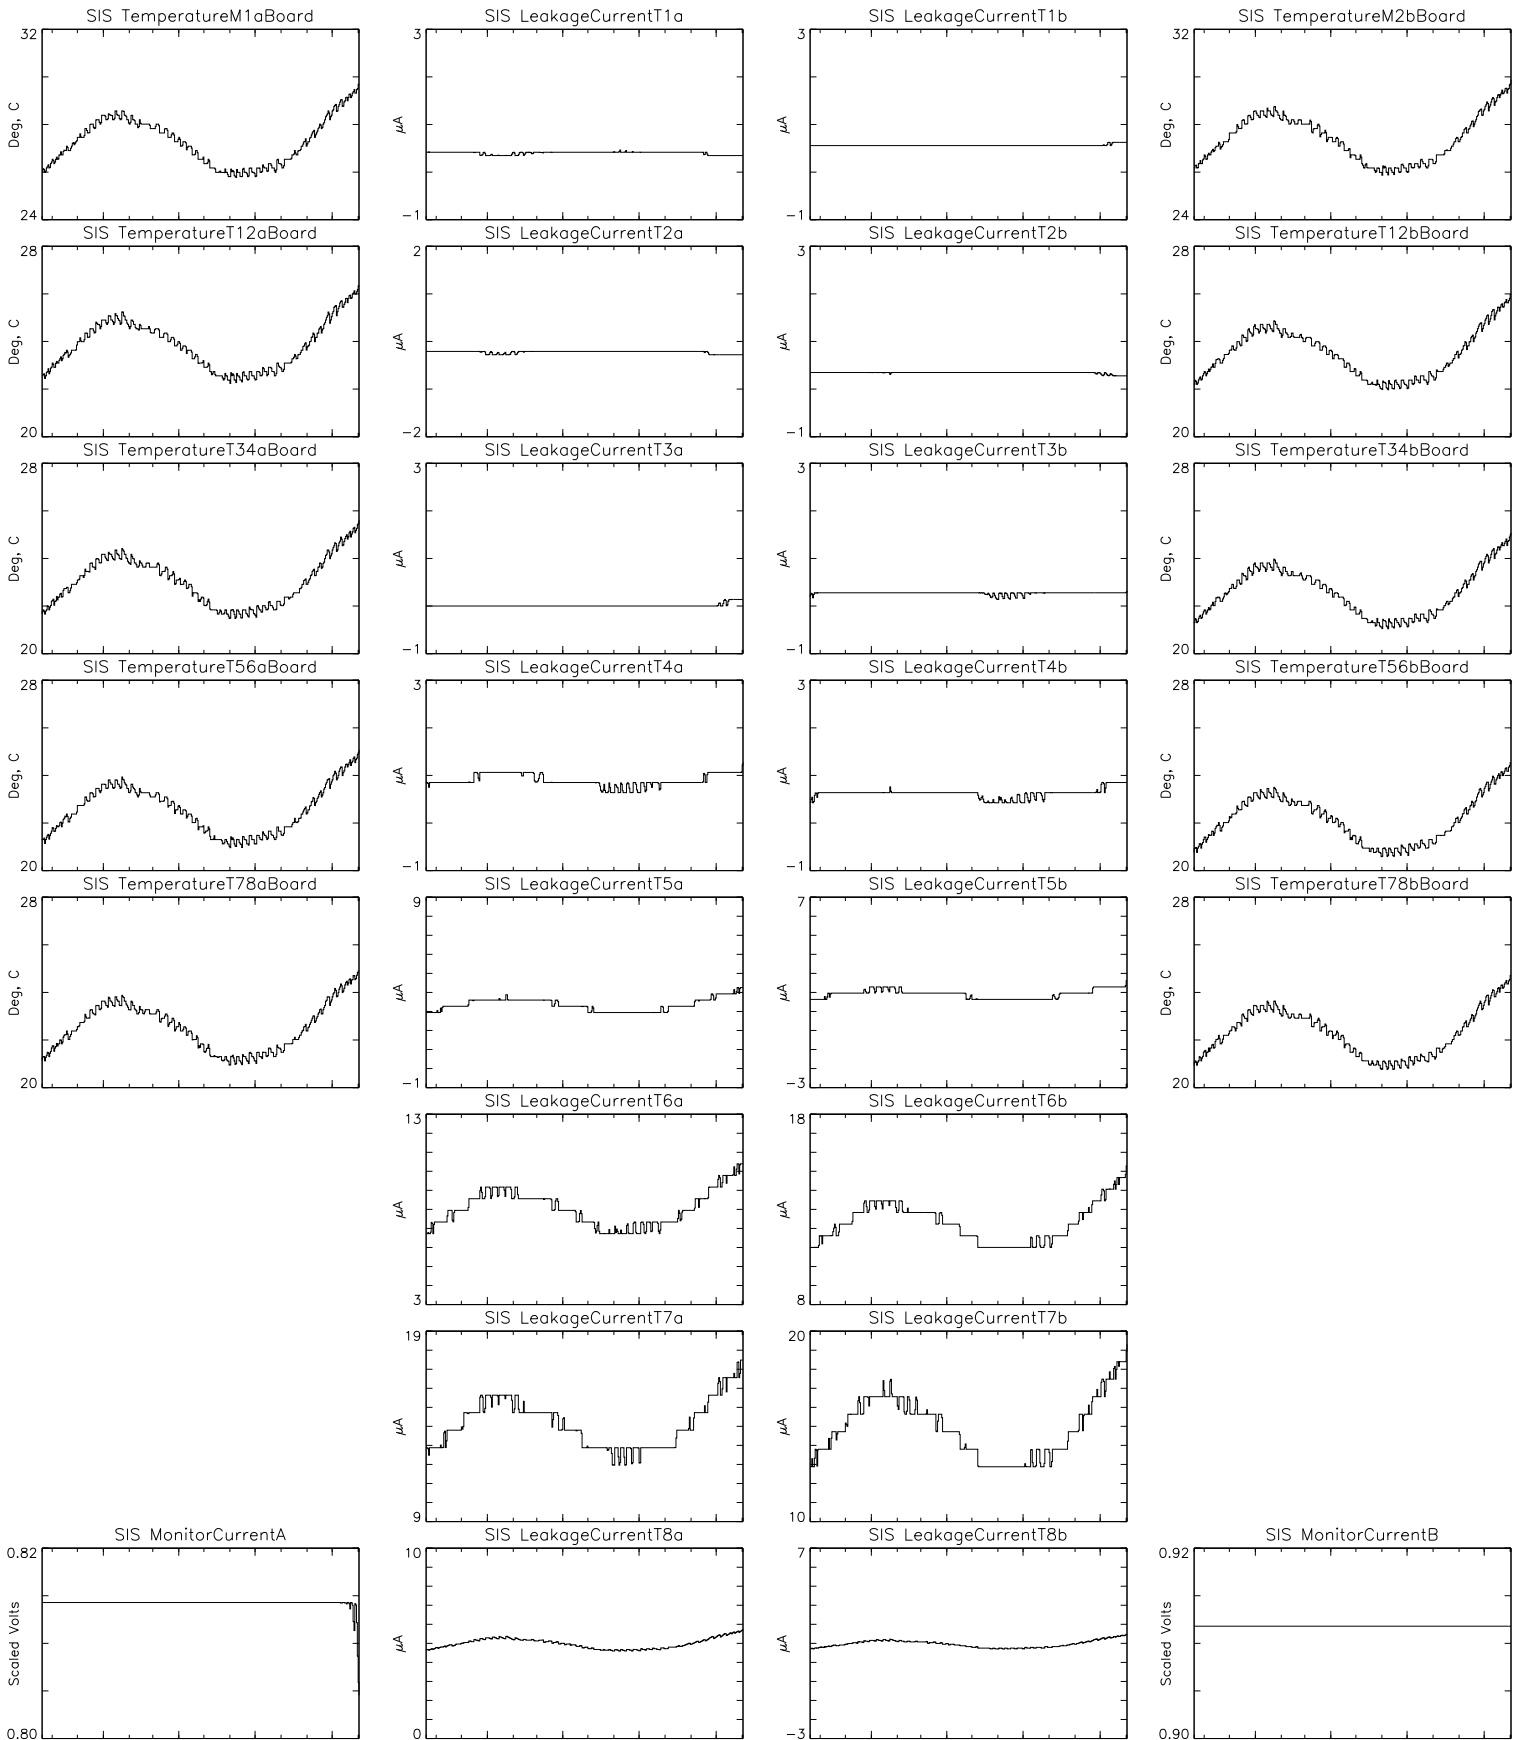 SIS TemperatureM1aBoard
SIS LeakageCurrentT1a
SIS LeakageCurrentT1b
SIS TemperatureM2bBoard
32
Deg. C
24
3
μA
-1
3
μA
-1
32
Deg. C
24
SIS TemperatureT12aBoard
SIS LeakageCurrentT2a
SIS LeakageCurrentT2b
SIS TemperatureT12bBoard
28
Deg. C
20
2
μA
-2
3
μA
-1
28
Deg. C
20
SIS TemperatureT34aBoard
SIS LeakageCurrentT3a
SIS LeakageCurrentT3b
SIS TemperatureT34bBoard
28
Deg. C
20
3
μA
-1
3
μA
-1
28
Deg. C
20
SIS TemperatureT56aBoard
SIS LeakageCurrentT4a
SIS LeakageCurrentT4b
SIS TemperatureT56bBoard
28
Deg. C
20
3
μA
-1
3
μA
-1
28
Deg. C
20
SIS TemperatureT78aBoard
SIS LeakageCurrentT5a
SIS LeakageCurrentT5b
SIS TemperatureT78bBoard
28
Deg. C
20
9
μA
-1
7
μA
-3
28
Deg. C
20
SIS LeakageCurrentT6a
SIS LeakageCurrentT6b
13
μA
3
18
μA
8
SIS LeakageCurrentT7a
SIS LeakageCurrentT7b
19
μA
9
20
μA
10
SIS MonitorCurrentA
SIS LeakageCurrentT8a
SIS LeakageCurrentT8b
SIS MonitorCurrentB
0.82
Scaled Volts
0.80
10
μA
0
7
μA
-3
0.92
Scaled Volts
0.90